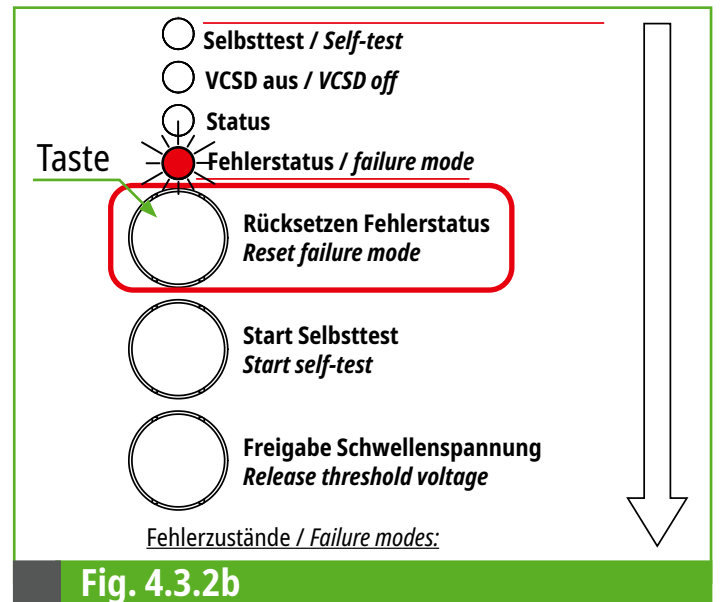 Selbsttest / Self-test
VCSD aus / VCSD off
Status
Taste
Fehlerstatus / failure mode
Rücksetzen Fehlerstatus
Reset failure mode
Start Selbsttest
Start self-test
Freigabe Schwellenspannung
Release threshold voltage
Fehlerzustände / Failure modes:
Fig. 4.3.2b